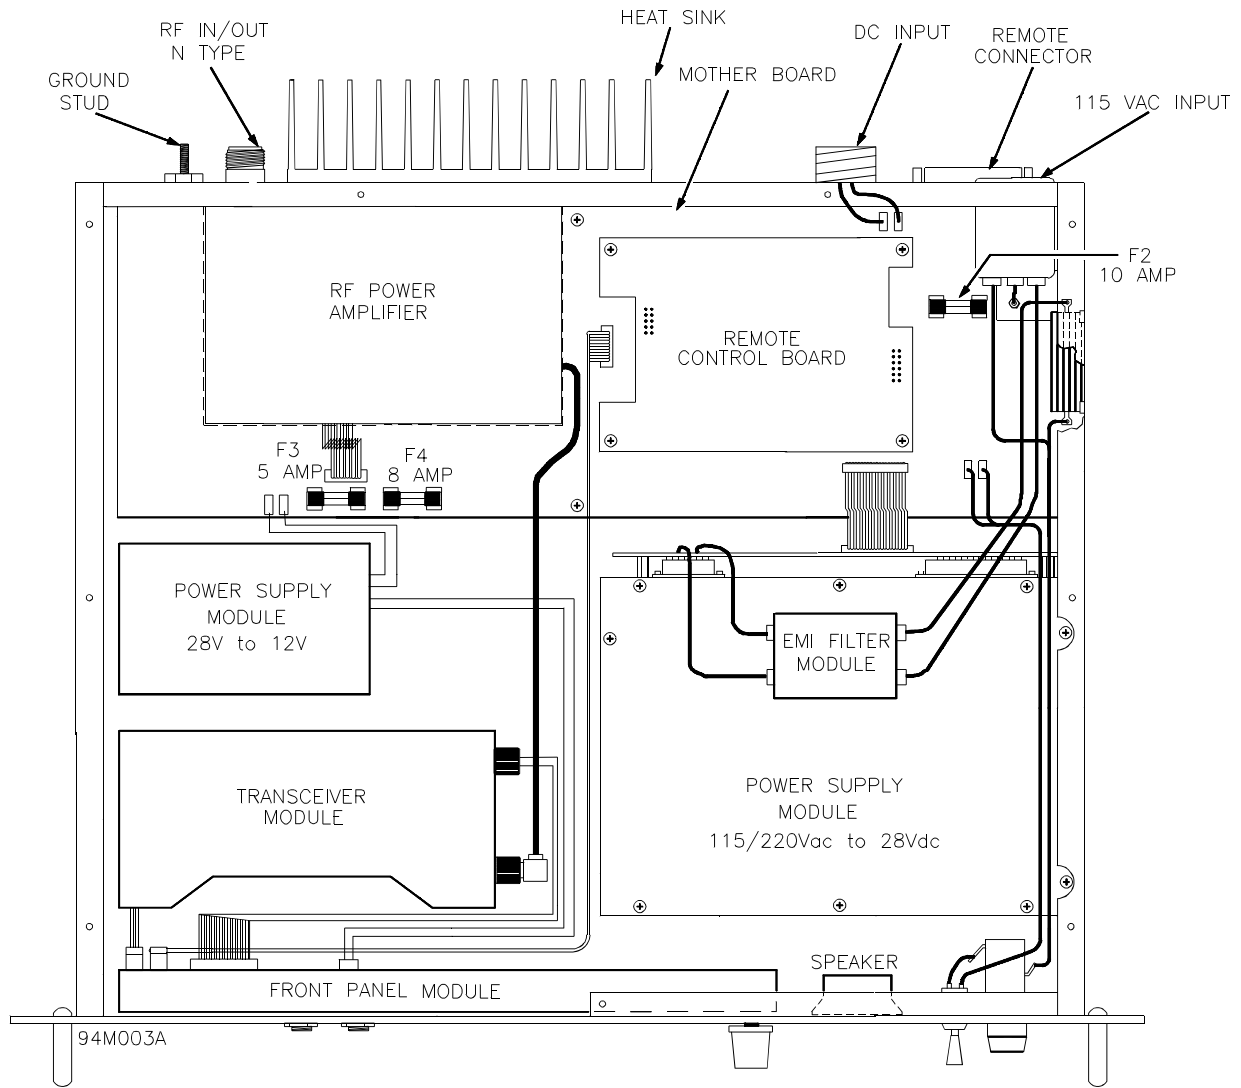 HEAT SINK
RF IN/OUT
N TYPE
DC INPUT
REMOTE
CONNECTOR
MOTHER BOARD
GROUND
STUD
115 VAC INPUT
F2
10 AMP
RF POWER
AMPLIFIER
REMOTE
CONTROL BOARD
F3
5 AMP
F4
8 AMP
POWER SUPPLY
MODULE
28V to 12V
EMI FILTER
MODULE
TRANSCEIVER
MODULE
POWER SUPPLY
MODULE
115/220Vac to 28Vdc
SPEAKER
FRONT PANEL MODULE
94M003A